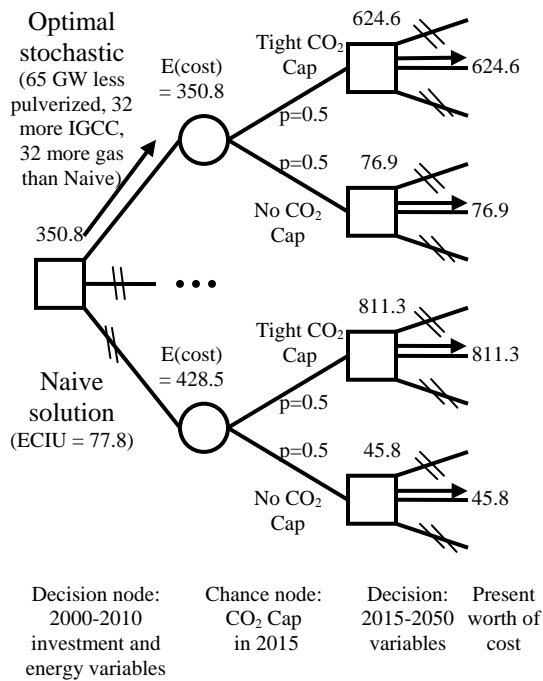 Optimal
stochastic
(65 GW less
pulverized, 32
more IGCC,
32 more gas
than Naive)
350.8
E(cost)
= 350.8
Tight CO₂
Cap
p=0.5
p=0.5
No CO₂
Cap
624.6
624.6
76.9
76.9
• • •
Naive
solution
(ECIU = 77.8)
E(cost)
= 428.5
Tight CO₂
Cap
p=0.5
p=0.5
No CO₂
Cap
811.3
811.3
45.8
45.8
Decision node:
2000-2010
investment and
energy variables
Chance node:
CO₂ Cap
in 2015
Decision:
2015-2050
variables
Present
worth of
cost